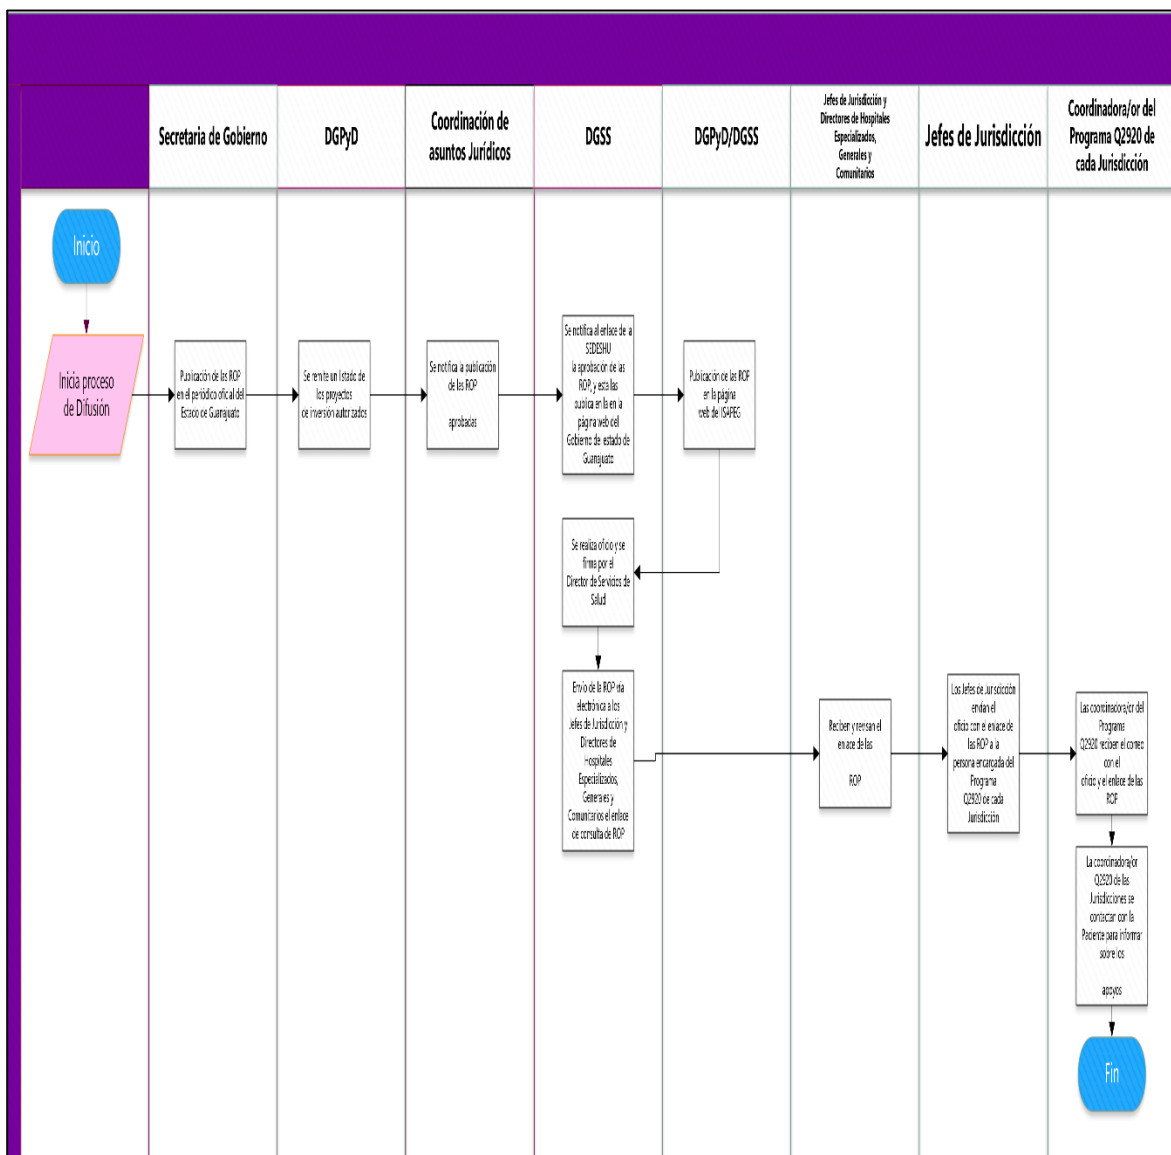 Secretaria de Gobierno
DGPyD
Coordinación de
asuntos Jurídicos
DGSS
DGPyD/DGSS
Jefes de Jurisdicción y
Directores de Hospitales
Especializados,
Generales y
Comunitarios
Jefes de Jurisdicción
Coordinadora/or del
Programa Q2920 de
cada Jurisdicción
Inicio
Inicia proceso
de Difusión
Publicación de las ROP
en el periódico oficial del
Estado de Guanajuato
Se remite un listado de
los proyectos
de inversión autorizados
Se notifica la publicación
de las ROP
aprobadas
Se notifica al enlace de la
SEDESHU
la aprobación de las
ROP, y esta las
publica en la en la
página web del
Gobierno de estado de
Guanajuato
Publicación de las ROP
en la página
web del ISAPEG
Se realiza oficio y se
firma por el
Director de Servicios de
Salud
Envío de la ROP vía
electrónica a los
Jefes de Jurisdicción y
Directores de
Hospitales
Especializados,
Generales y
Comunitarios el enlace
de consulta de ROP
Reciben y revisan el
enlace de las
ROP
Los Jefes de Jurisdicción
envían el
oficio con el enlace de
las ROP a la
persona encargada del
Programa
Q2920 de cada
Jurisdicción
Las coordinadora/or del
Programa
Q2920 reciben el correo
con el
oficio y el enlace de las
ROP
La coordinadora/or
Q2920 de las
Jurisdicciones se
contactan con la
Paciente para informar
sobre los
apoyos
Fin